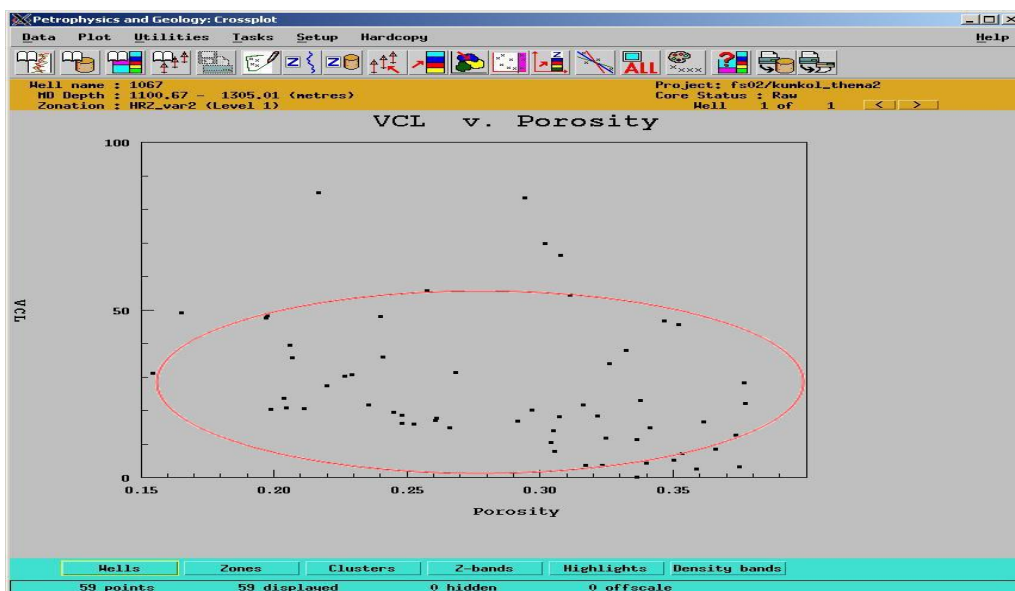 Petrophysics and Geology: Crossplot
Data Plot Utilities Tasks Setup Hardcopy Help
ALL
Well name : 1067
MD Depth : 1100.67 - 1305.01 (metres)
Zonation : HRZ_var2 (Level 1)
Project: fs02/kumkol_thema2
Core Status : Raw
Well 1 of 1 < >
VCL v. Porosity
100
50
0
VCL
0.15 0.20 0.25 0.30 0.35
Porosity
Wells Zones Clusters Z-bands Highlights Density bands
59 points 59 displayed 0 hidden 0 offscale